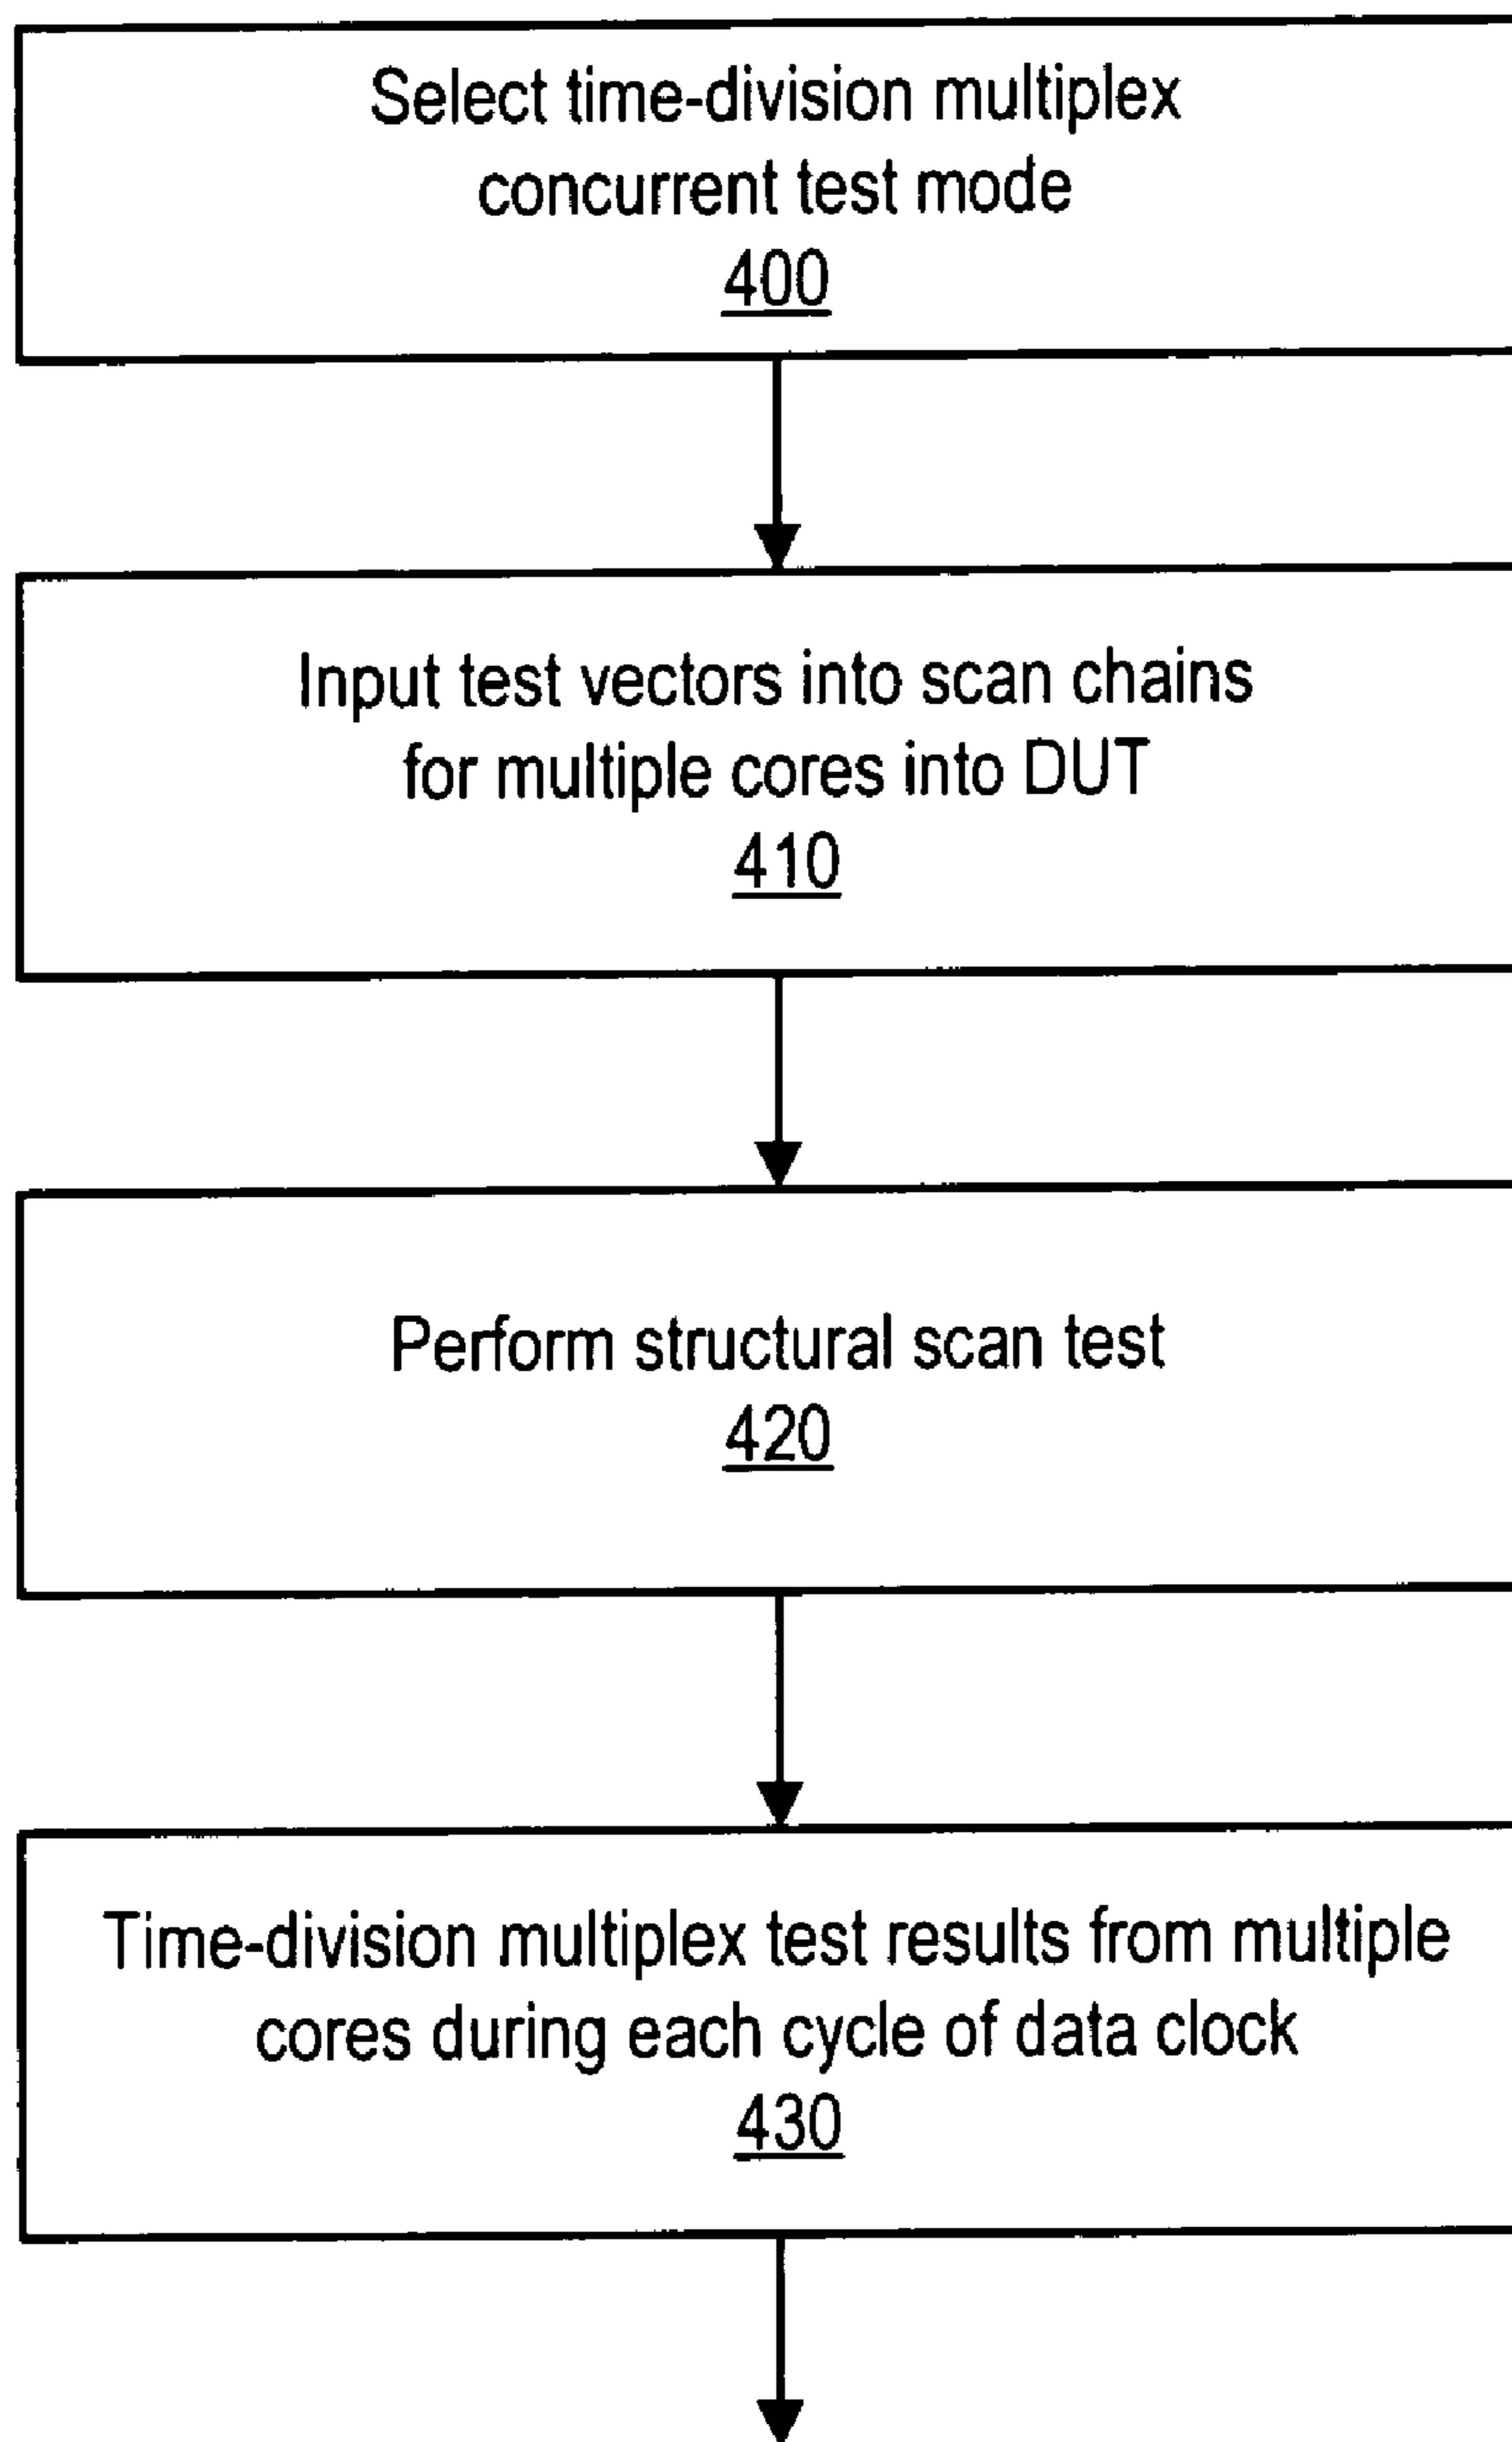 Select time-division multiplex
concurrent test mode
400
Input test vectors into scan chains
for multiple cores into DUT
410
Perform structural scan test
420
Time-division multiplex test results from multiple
cores during each cycle of data clock
430